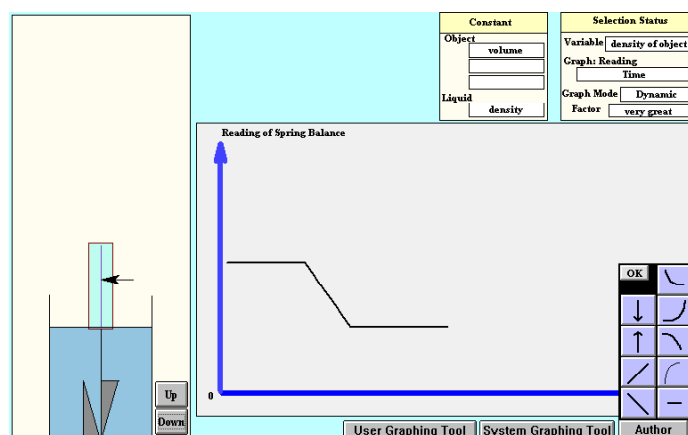 Constant
Object
volume
Liquid
density
Selection Status
Variable density of object
Graph: Reading
Time
Graph Mode Dynamic
Factor very great
Reading of Spring Balance
0
Up
Down
OK
User Graphing Tool
System Graphing Tool
Author